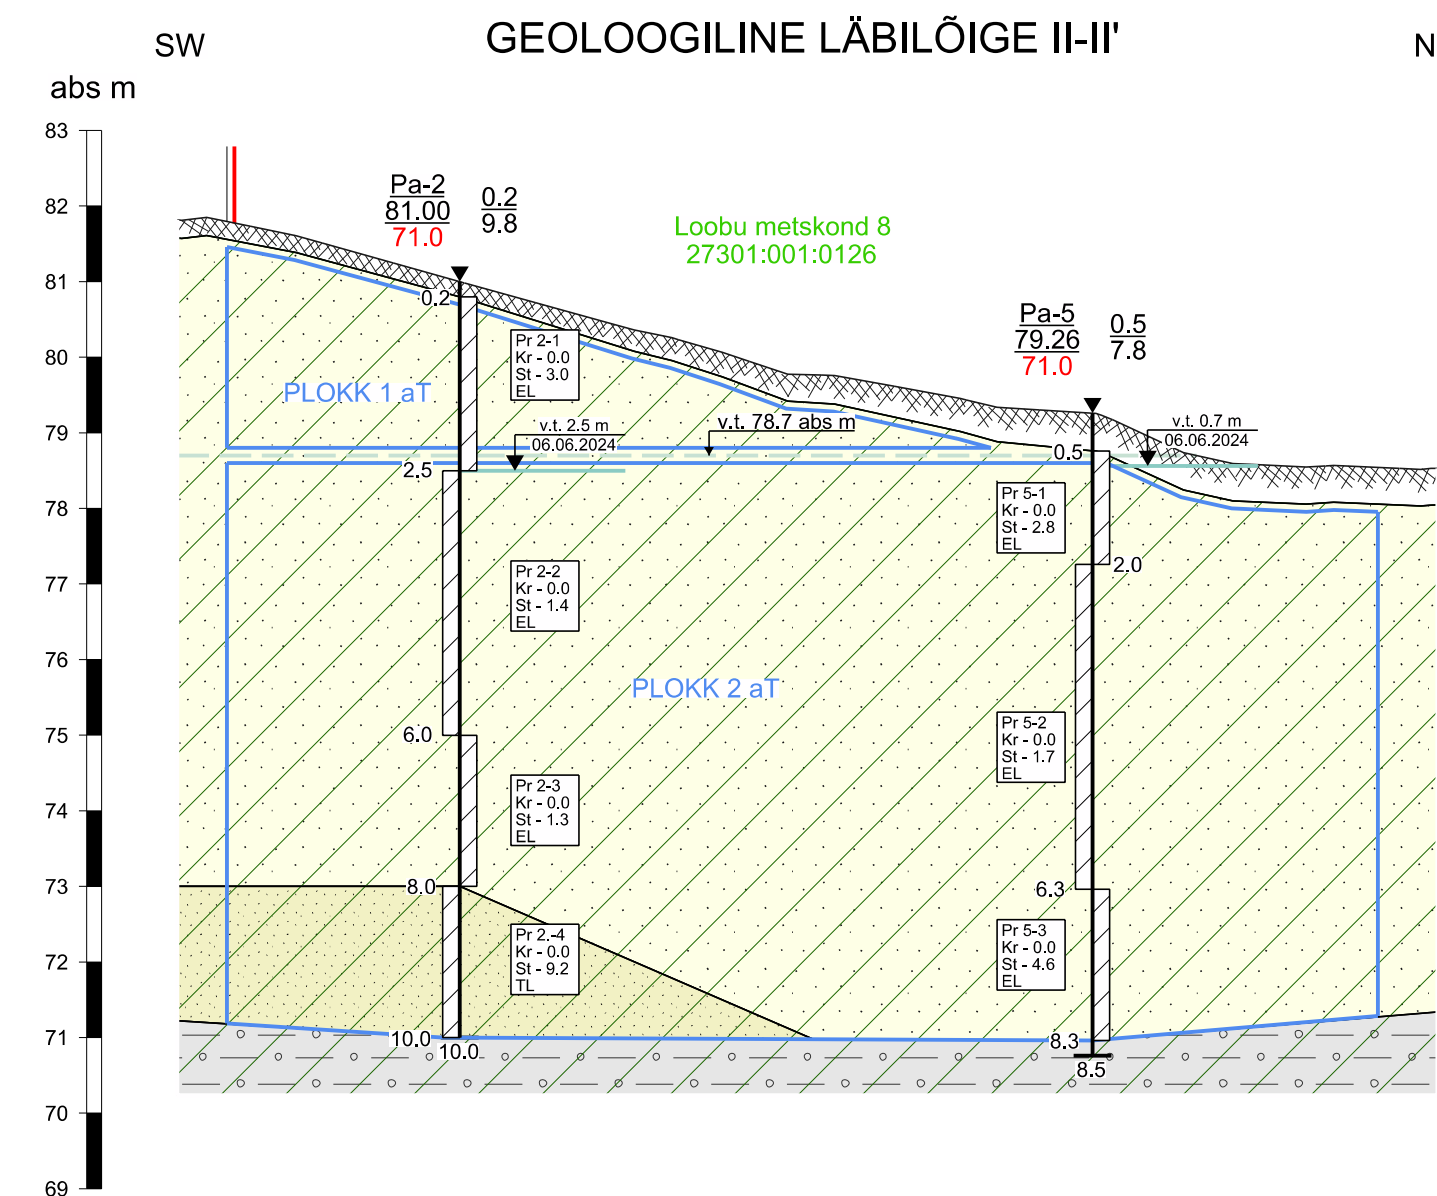 GEOLOOGILINE LÄBILÕIGE II-II'
SW
N
abs m
83
82
81
80
79
78
77
76
75
74
73
72
71
70
69
Pa-2
81.00
71.0
0.2
9.8
Loobu metskond 8
27301:001:0126
Pa-5
79.26
71.0
0.5
7.8
0.2
Pr 2-1
Kr - 0.0
St - 3.0
EL
PLOKK 1 aT
v.t. 2.5 m
06.06.2024
v.t. 78.7 abs m
v.t. 0.7 m
06.06.2024
2.5
0.5
Pr 5-1
Kr - 0.0
St - 2.8
EL
2.0
Pr 2-2
Kr - 0.0
St - 1.4
EL
PLOKK 2 aT
6.0
Pr 5-2
Kr - 0.0
St - 1.7
EL
Pr 2-3
Kr - 0.0
St - 1.3
EL
8.0
6.3
Pr 2.-4
Kr - 0.0
St - 9.2
TL
Pr 5-3
Kr - 0.0
St - 4.6
EL
10.0
10.0
8.3
8.5